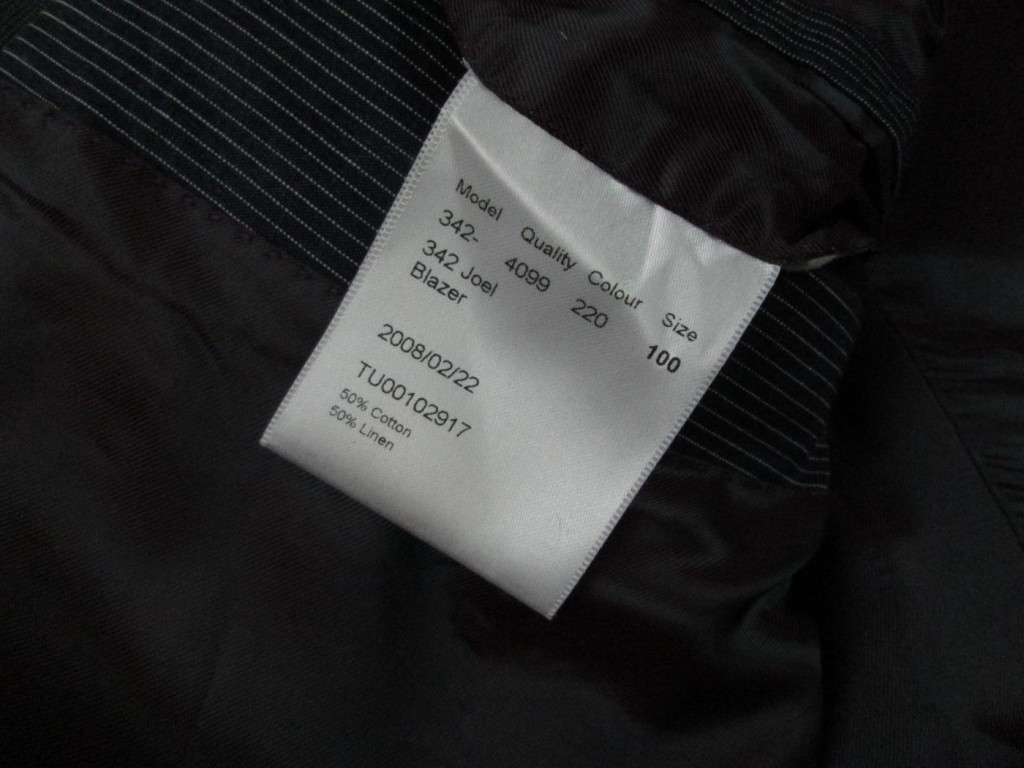 Model Quality Colour Size
342- 4099 220 100
342 Joel
Blazer
2008/02/22
TU00102917
50% Cotton
50% Linen